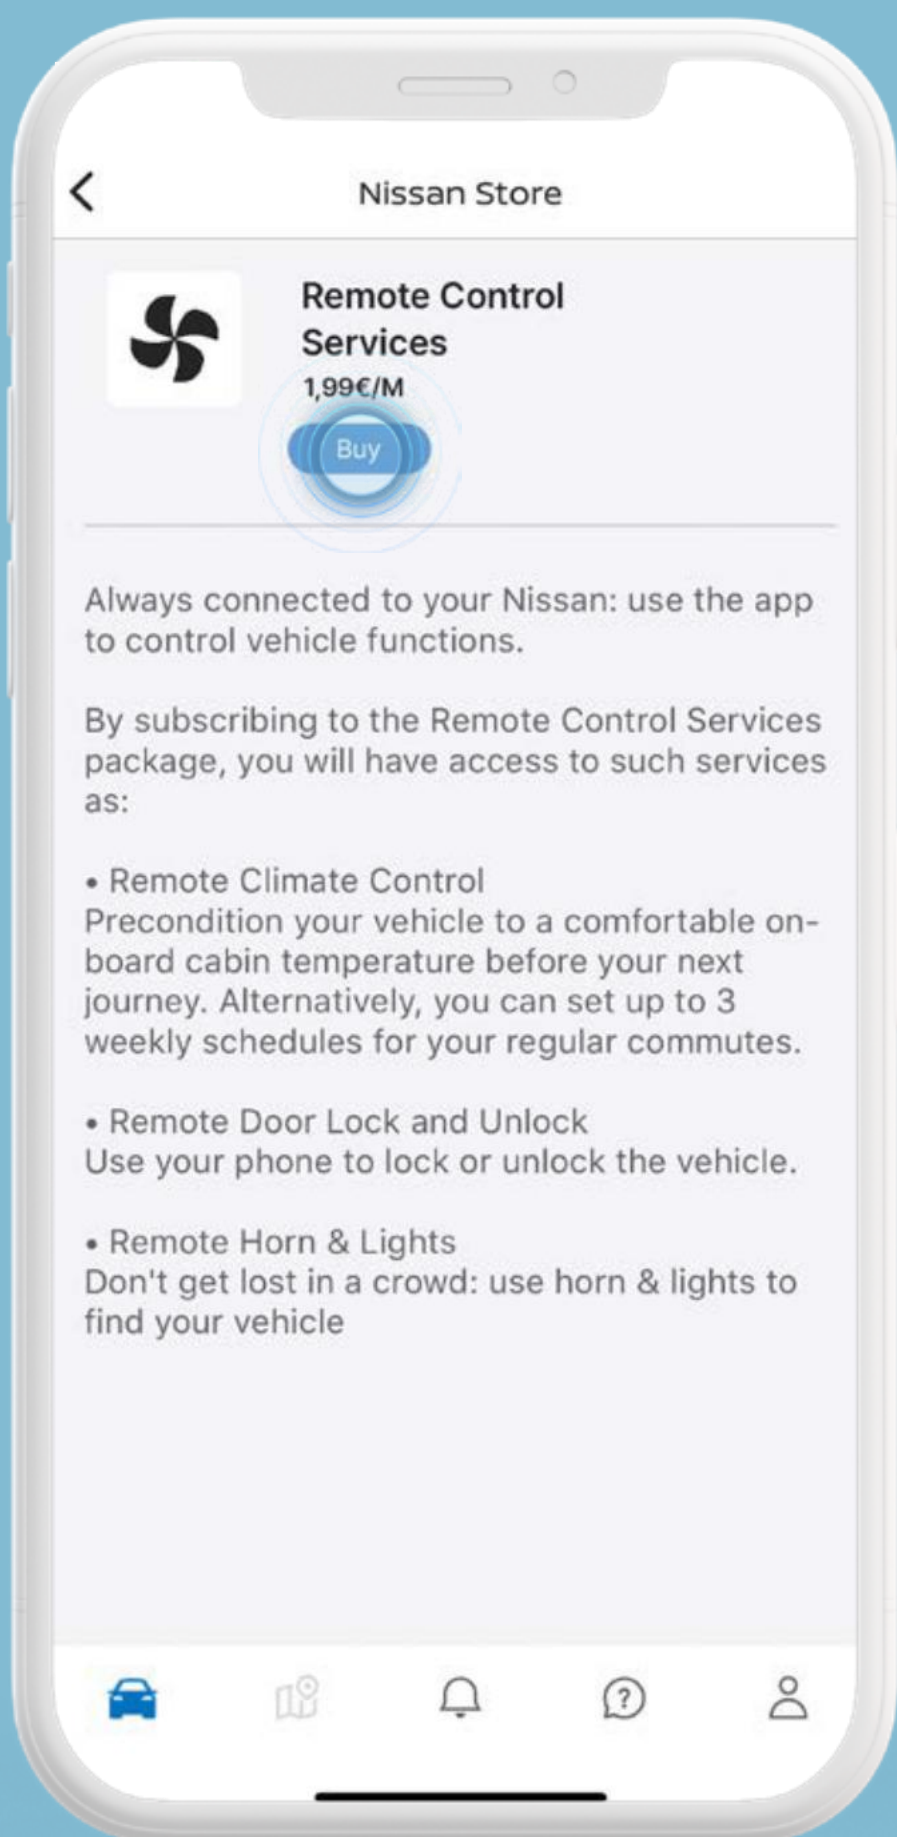 Nissan Store
Remote Control
Services
1,99€/M
Buy
Always connected to your Nissan: use the app
to control vehicle functions.
By subscribing to the Remote Control Services
package, you will have access to such services
as:
• Remote Climate Control
Precondition your vehicle to a comfortable on-
board cabin temperature before your next
journey. Alternatively, you can set up to 3
weekly schedules for your regular commutes.
• Remote Door Lock and Unlock
Use your phone to lock or unlock the vehicle.
• Remote Horn & Lights
Don't get lost in a crowd: use horn & lights to
find your vehicle